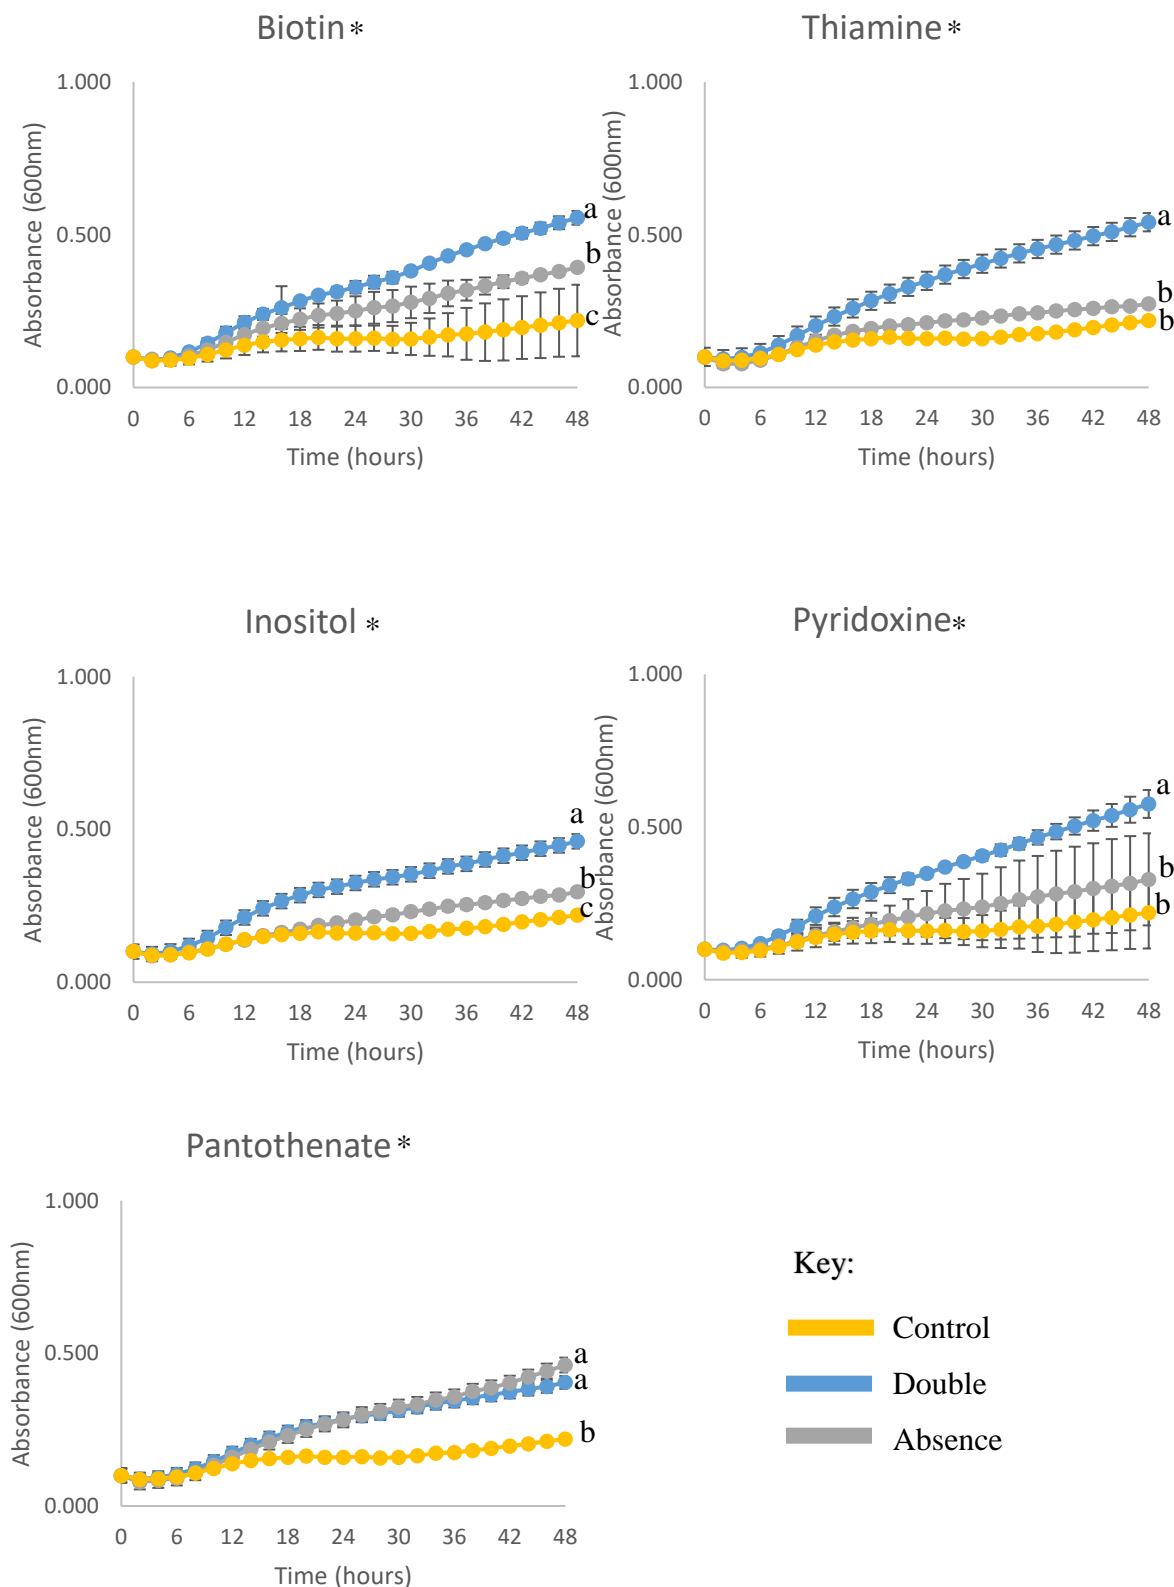 Biotin *
1.000
0.500
0.000
Absorbance (600nm)
a
b
c
0 6 12 18 24 30 36 42 48
Time (hours)
Thiamine *
1.000
0.500
0.000
Absorbance (600nm)
a
b
b
0 6 12 18 24 30 36 42 48
Time (hours)
Inositol *
1.000
0.500
0.000
Absorbance (600nm)
a
b
c
0 6 12 18 24 30 36 42 48
Time (hours)
Pyridoxine*
1.000
0.500
0.000
Absorbance (600nm)
a
b
b
0 6 12 18 24 30 36 42 48
Time (hours)
Pantothenate *
1.000
0.500
0.000
Absorbance (600nm)
a
a
b
0 6 12 18 24 30 36 42 48
Time (hours)
Key:
Control
Double
Absence